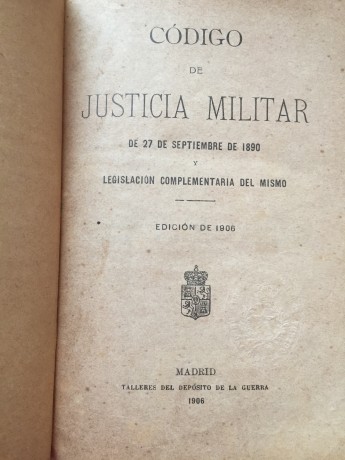 CÓDIGO
DE
JUSTICIA MILITAR
DE 27 DE SEPTIEMBRE DE 1890
Y
LEGISLACION COMPLEMENTARIA DEL MISMO
EDICIÓN DE 1906
MADRID
TALLERES DEL DEPÓSITO DE LA GUERRA
1906